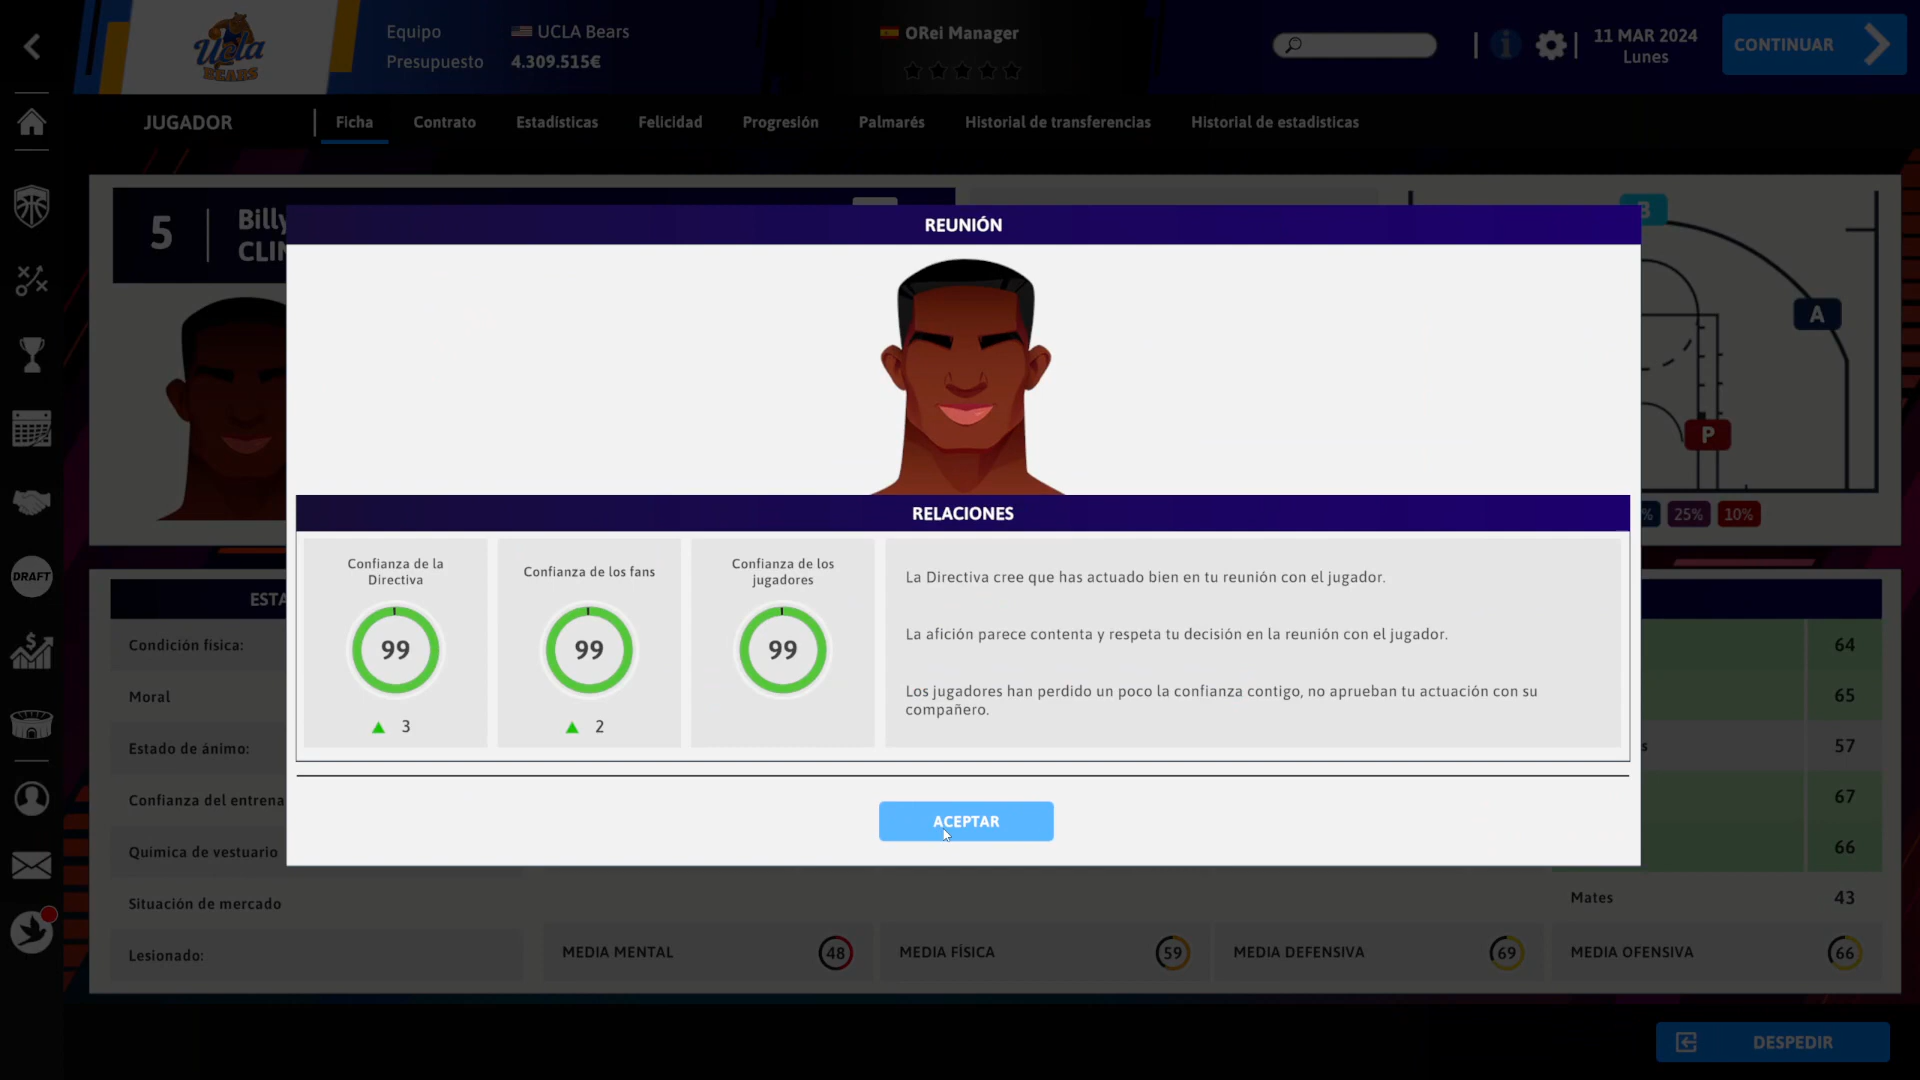 Ucla
BEARS
Equipo
UCLA Bears
Presupuesto
4.309.515€
ORei Manager
i
11 MAR 2024
Lunes
CONTINUAR
JUGADOR
Ficha
Contrato
Estadísticas
Felicidad
Progresión
Palmarés
Historial de transferencias
Historial de estadisticas
5
Billy
REUNIÓN
B
A
P
%
25%
10%
DRAFT
RELACIONES
Confianza de la
Directiva
99
3
Confianza de los fans
99
2
Confianza de los
jugadores
99
La Directiva cree que has actuado bien en tu reunión con el jugador.
La afición parece contenta y respeta tu decisión en la reunión con el jugador.
Los jugadores han perdido un poco la confianza contigo, no aprueban tu actuación con su
compañero.
ACEPTAR
Condición física:
Moral
Estado de ánimo:
Confianza del entrena
Química de vestuario
Situación de mercado
Lesionado:
64
65
57
67
66
Mates
43
MEDIA MENTAL
48
MEDIA FÍSICA
59
MEDIA DEFENSIVA
69
MEDIA OFENSIVA
66
DESPEDIR